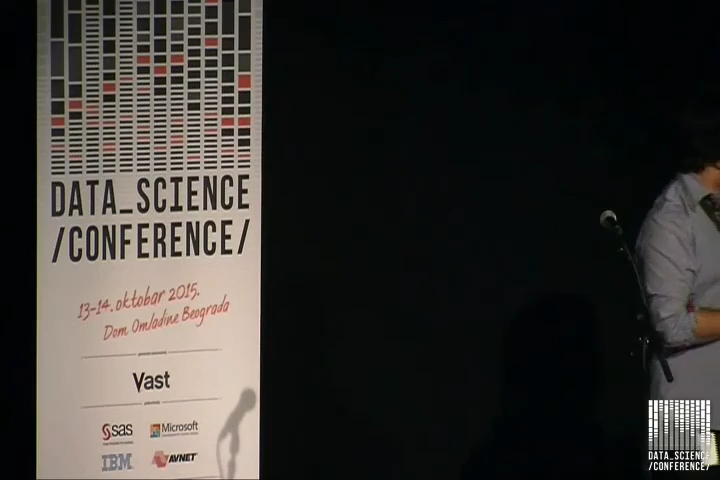 DATA_SCIENCE
/CONFERENCE/
13-14. oktobar 2015.
Dom Omladine Beograda
Vast
sas
Microsoft
IBM
AVNET
DATA_SCIENCE
/CONFERENCE/